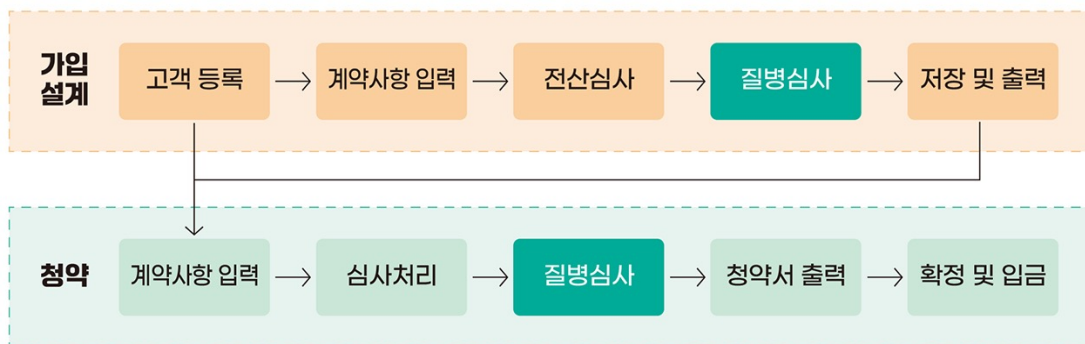 가입
설계
고객 등록
계약사항 입력
전산심사
질병심사
저장 및 출력
청약
계약사항 입력
심사처리
질병심사
청약서 출력
확정 및 입금